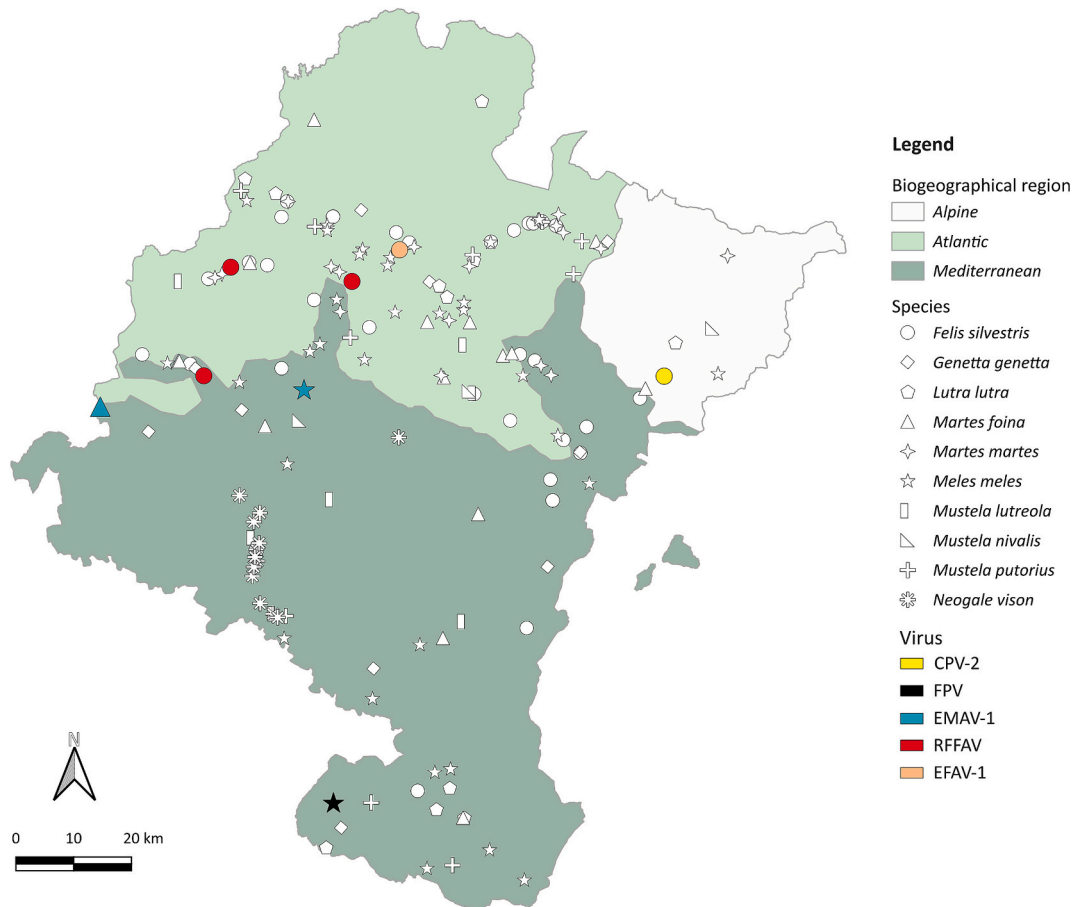 Legend
Biogeographical region
Alpine
Atlantic
Mediterranean
Species
Felis silvestris
Genetta genetta
Lutra lutra
Martes foina
Martes martes
Meles meles
Mustela lutreola
Mustela nivalis
Mustela putorius
Neogale vison
Virus
CPV-2
FPV
EMAV-1
RFFAV
EFAV-1
N
0 10 20 km